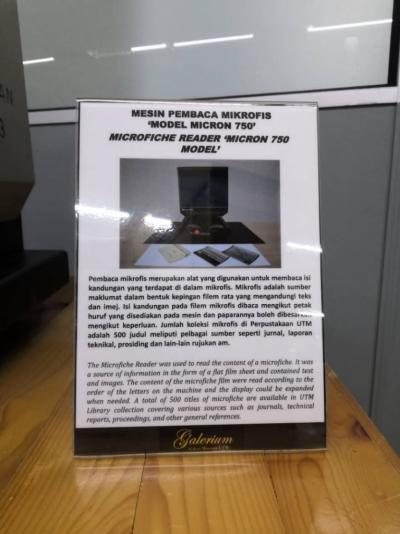 AN
3
MESIN PEMBACA MIKROFIS
‘MODEL MICRON 750’
MICROFICHE READER ‘MICRON 750
MODEL’
Pembaca mikrofis merupakan alat yang digunakan untuk membaca isi
kandungan yang terdapat di dalam mikrofis. Mikrofis adalah sumber
maklumat dalam bentuk kepingan filem rata yang mengandungi teks
dan imej. Isi kandungan pada filem mikrofis dibaca mengikut petak
huruf yang disediakan pada mesin dan paparannya boleh dibesarkan
mengikut keperluan. Jumlah koleksi mikrofis di Perpustakaan UTM
adalah 500 judul meliputi pelbagai sumber seperti jurnal, laporan
teknikal, prosiding dan lain-lain rujukan am.
The Microfiche Reader was used to read the content of a microfiche. It was
a source of information in the form of a flat film sheet and contained text
and images. The content of the microfiche film were read according to the
order of the letters on the machine and the display could be expanded
when needed. A total of 500 titles of microfiche are available in UTM
Library collection covering various sources such as journals, technical
reports, proceedings, and other general references.
Galerium